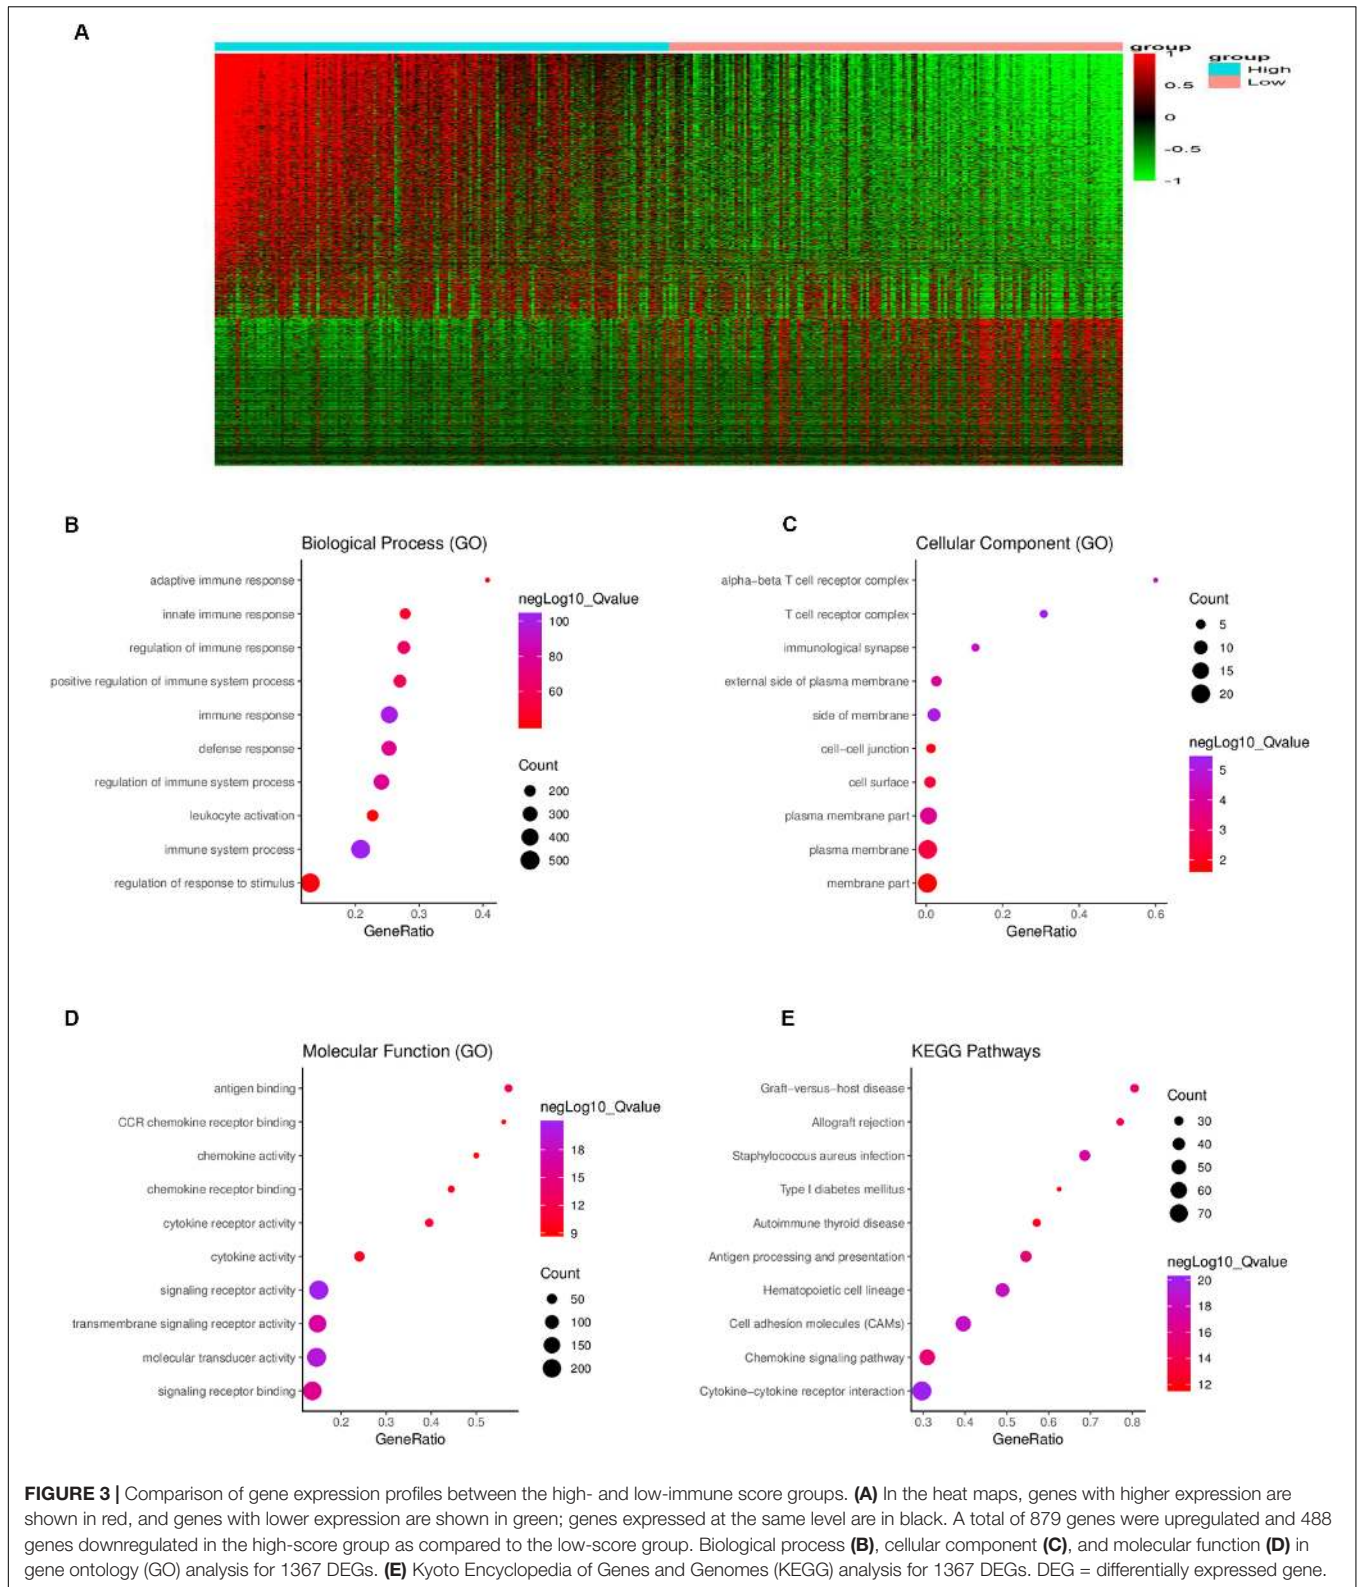 A
group
1
0.5
0
-0.5
-1
group
High
Low
B
Biological Process (GO)
adaptive immune response
innate immune response
regulation of immune response
positive regulation of immune system process
immune response
defense response
regulation of immune system process
leukocyte activation
immune system process
regulation of response to stimulus
0.2 0.3 0.4
GeneRatio
negLog10_Qvalue
100
80
60
Count
200
300
400
500
C
Cellular Component (GO)
alpha-beta T cell receptor complex
T cell receptor complex
immunological synapse
external side of plasma membrane
side of membrane
cell-cell junction
cell surface
plasma membrane part
plasma membrane
membrane part
0.0 0.2 0.4 0.6
GeneRatio
Count
5
10
15
20
negLog10_Qvalue
5
4
3
2
D
Molecular Function (GO)
antigen binding
CCR chemokine receptor binding
chemokine activity
chemokine receptor binding
cytokine receptor activity
cytokine activity
signaling receptor activity
transmembrane signaling receptor activity
molecular transducer activity
signaling receptor binding
0.2 0.3 0.4 0.5
GeneRatio
negLog10_Qvalue
18
15
12
9
Count
50
100
150
200
E
KEGG Pathways
Graft-versus-host disease
Allograft rejection
Staphylococcus aureus infection
Type I diabetes mellitus
Autoimmune thyroid disease
Antigen processing and presentation
Hematopoietic cell lineage
Cell adhesion molecules (CAMs)
Chemokine signaling pathway
Cytokine-cytokine receptor interaction
0.3 0.4 0.5 0.6 0.7 0.8
GeneRatio
Count
30
40
50
60
70
negLog10_Qvalue
20
18
16
14
12
FIGURE 3 | Comparison of gene expression profiles between the high- and low-immune score groups. (A) In the heat maps, genes with higher expression are
shown in red, and genes with lower expression are shown in green; genes expressed at the same level are in black. A total of 879 genes were upregulated and 488
genes downregulated in the high-score group as compared to the low-score group. Biological process (B), cellular component (C), and molecular function (D) in
gene ontology (GO) analysis for 1367 DEGs. (E) Kyoto Encyclopedia of Genes and Genomes (KEGG) analysis for 1367 DEGs. DEG = differentially expressed gene.